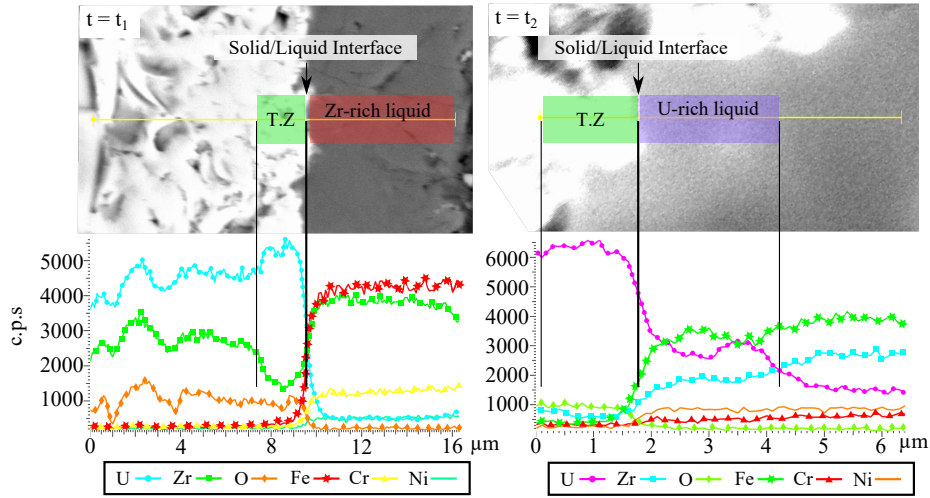 t = t1
Solid/Liquid Interface
T.Z
Zr-rich liquid
5000
4000
3000
2000
1000
c.p.s
0
4
8
12
16
μm
U
Zr
O
Fe
Cr
Ni
t = t2
Solid/Liquid Interface
T.Z
U-rich liquid
6000
5000
4000
3000
2000
1000
0
1
2
3
4
5
6
μm
U
Zr
O
Fe
Cr
Ni